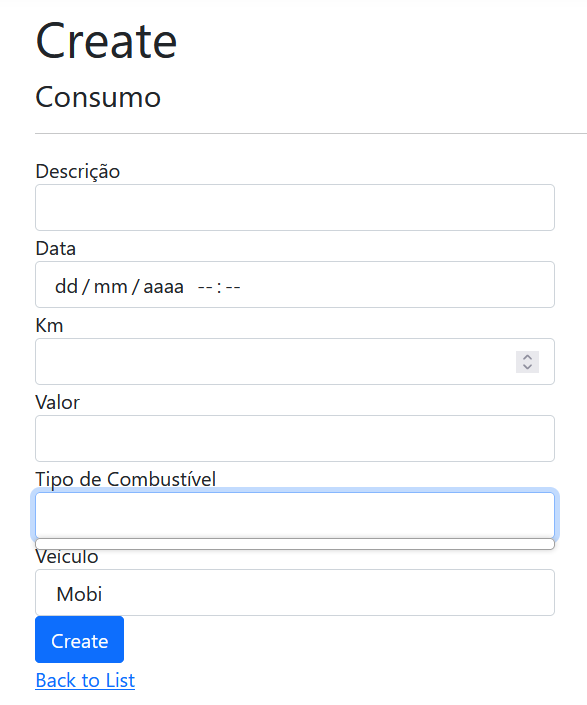 Create
Consumo
Descrição
Data
dd/mm/aaaa --:--
Km
Valor
Tipo de Combustível
Veiculo
Mobi
Create
Back to List